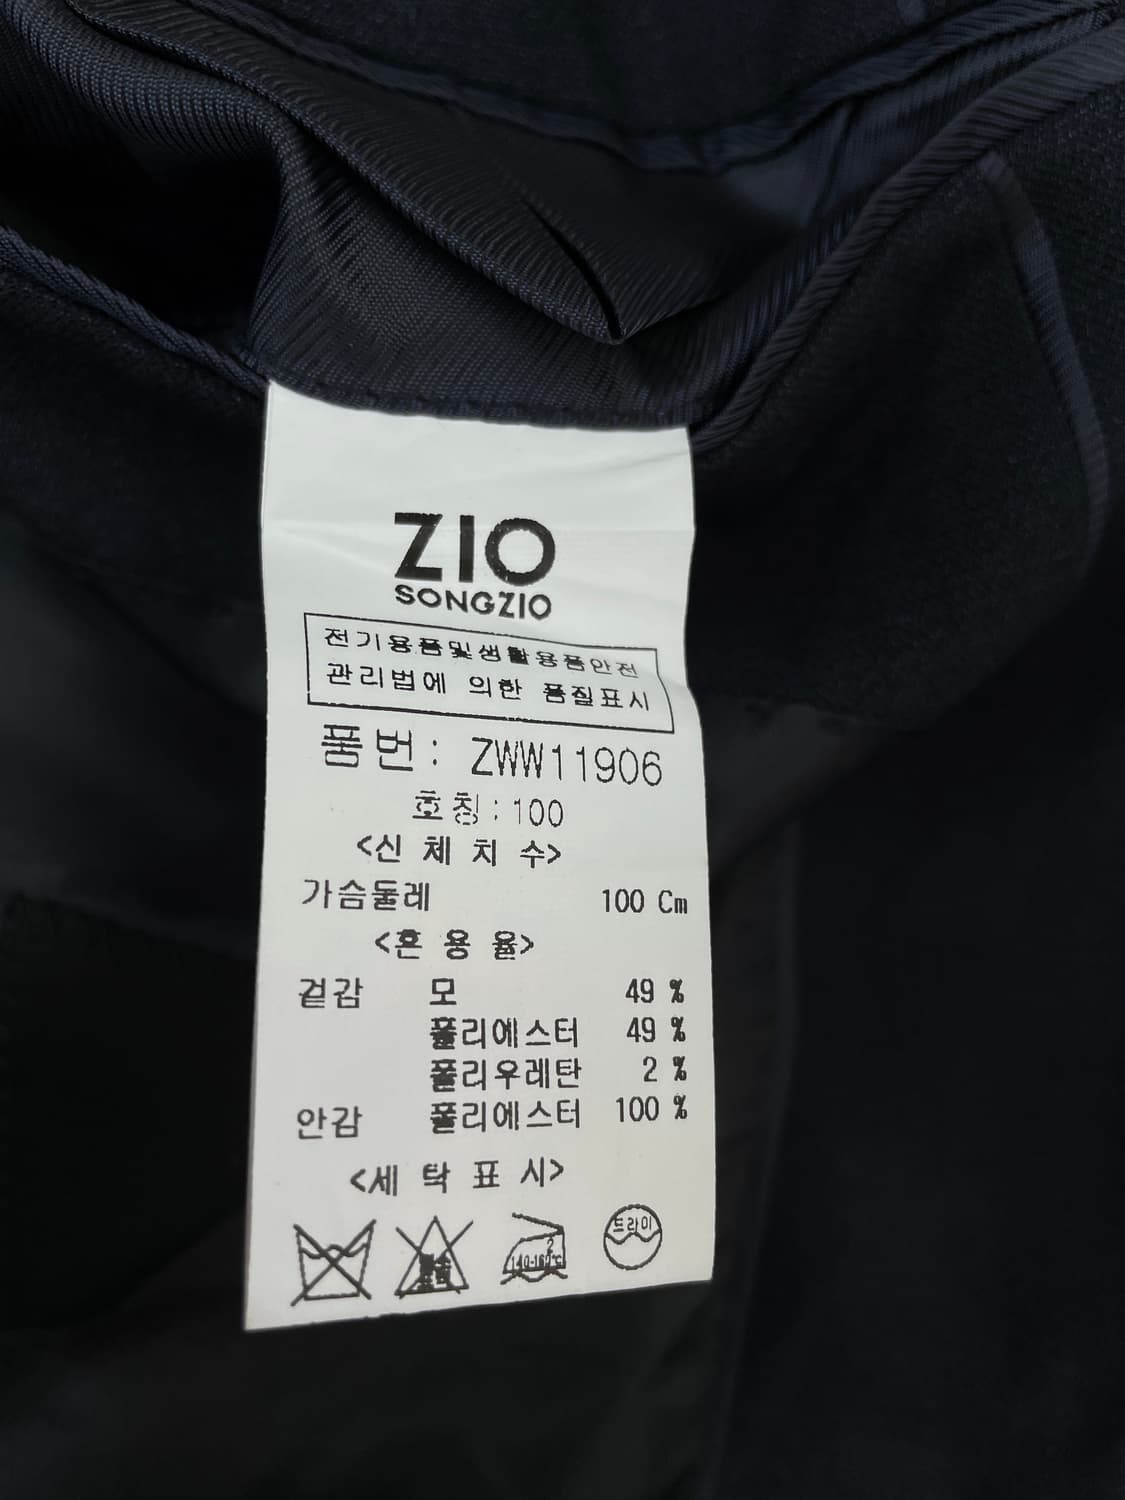 ZIO
SONGZIO
전기용품및생활용품안전
관리법에 의한 품질표시
품번: ZWW11906
호칭:100
<신 체 치 수>
가슴둘레 100 Cm
<혼 용 율>
겉감 모 49 %
폴리에스터 49 %
폴리우레탄 2 %
안감 폴리에스터 100 %
<세 탁 표 시>
2
140-160℃
드라이